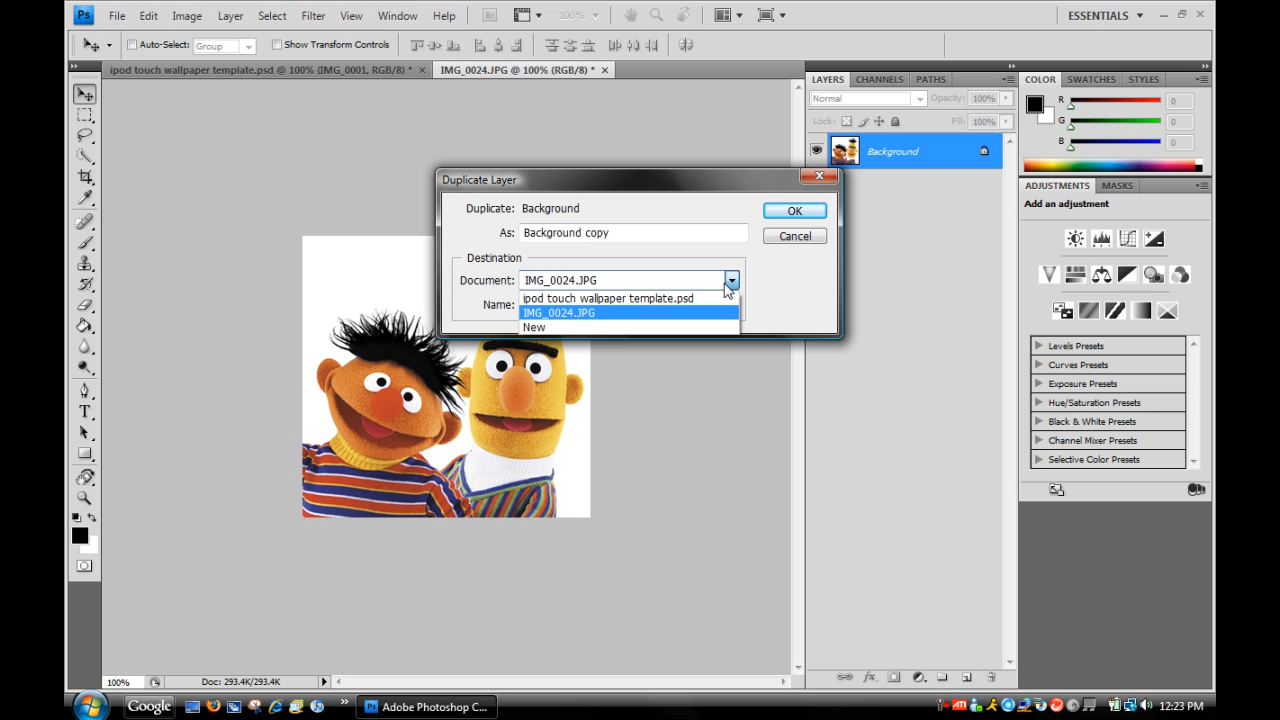 Ps File Edit Image Layer Select Filter View Window Help Br 100% ESSENTIALS
Auto-Select: Group Show Transform Controls
ipod touch wallpaper template.psd @ 100% (IMG_0001, RGB/8) * IMG_0024.JPG @ 100% (RGB/8) *
LAYERS CHANNELS PATHS
Normal Opacity: 100%
Lock: Fill: 100%
Background
COLOR SWATCHES STYLES
R 0
G 0
B 0
ADJUSTMENTS MASKS
Add an adjustment
Levels Presets
Curves Presets
Exposure Presets
Hue/Saturation Presets
Black & White Presets
Channel Mixer Presets
Selective Color Presets
Duplicate Layer
Duplicate: Background
As: Background copy
OK
Cancel
Destination
Document: IMG_0024.JPG
ipod touch wallpaper template.psd
Name:
IMG_0024.JPG
New
T
100% Doc: 293.4K/293.4K
fx
Google Ps Adobe Photoshop C... ATI 12:23 PM